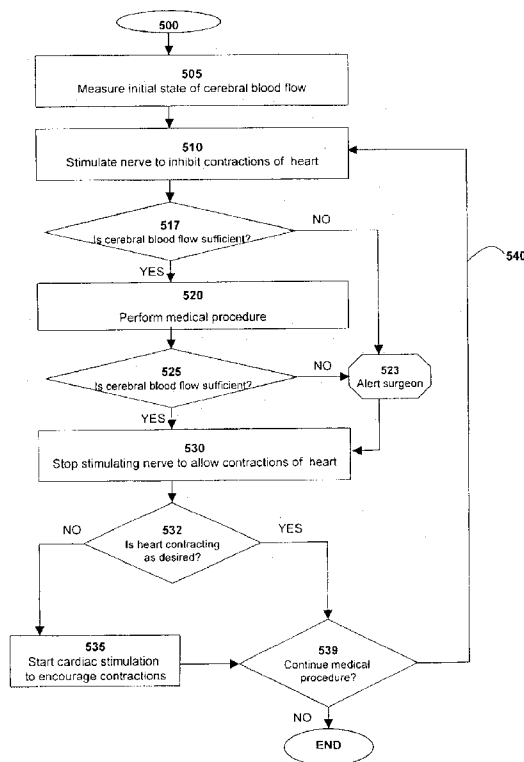 500
505
Measure initial state of cerebral blood flow
510
Stimulate nerve to inhibit contractions of heart
517
Is cerebral blood flow sufficient?
NO
YES
540
520
Perform medical procedure
525
Is cerebral blood flow sufficient?
NO
523
Alert surgeon
YES
530
Stop stimulating nerve to allow contractions of heart
NO
532
Is heart contracting
as desired?
YES
535
Start cardiac stimulation
to encourage contractions
539
Continue medical
procedure?
NO
END